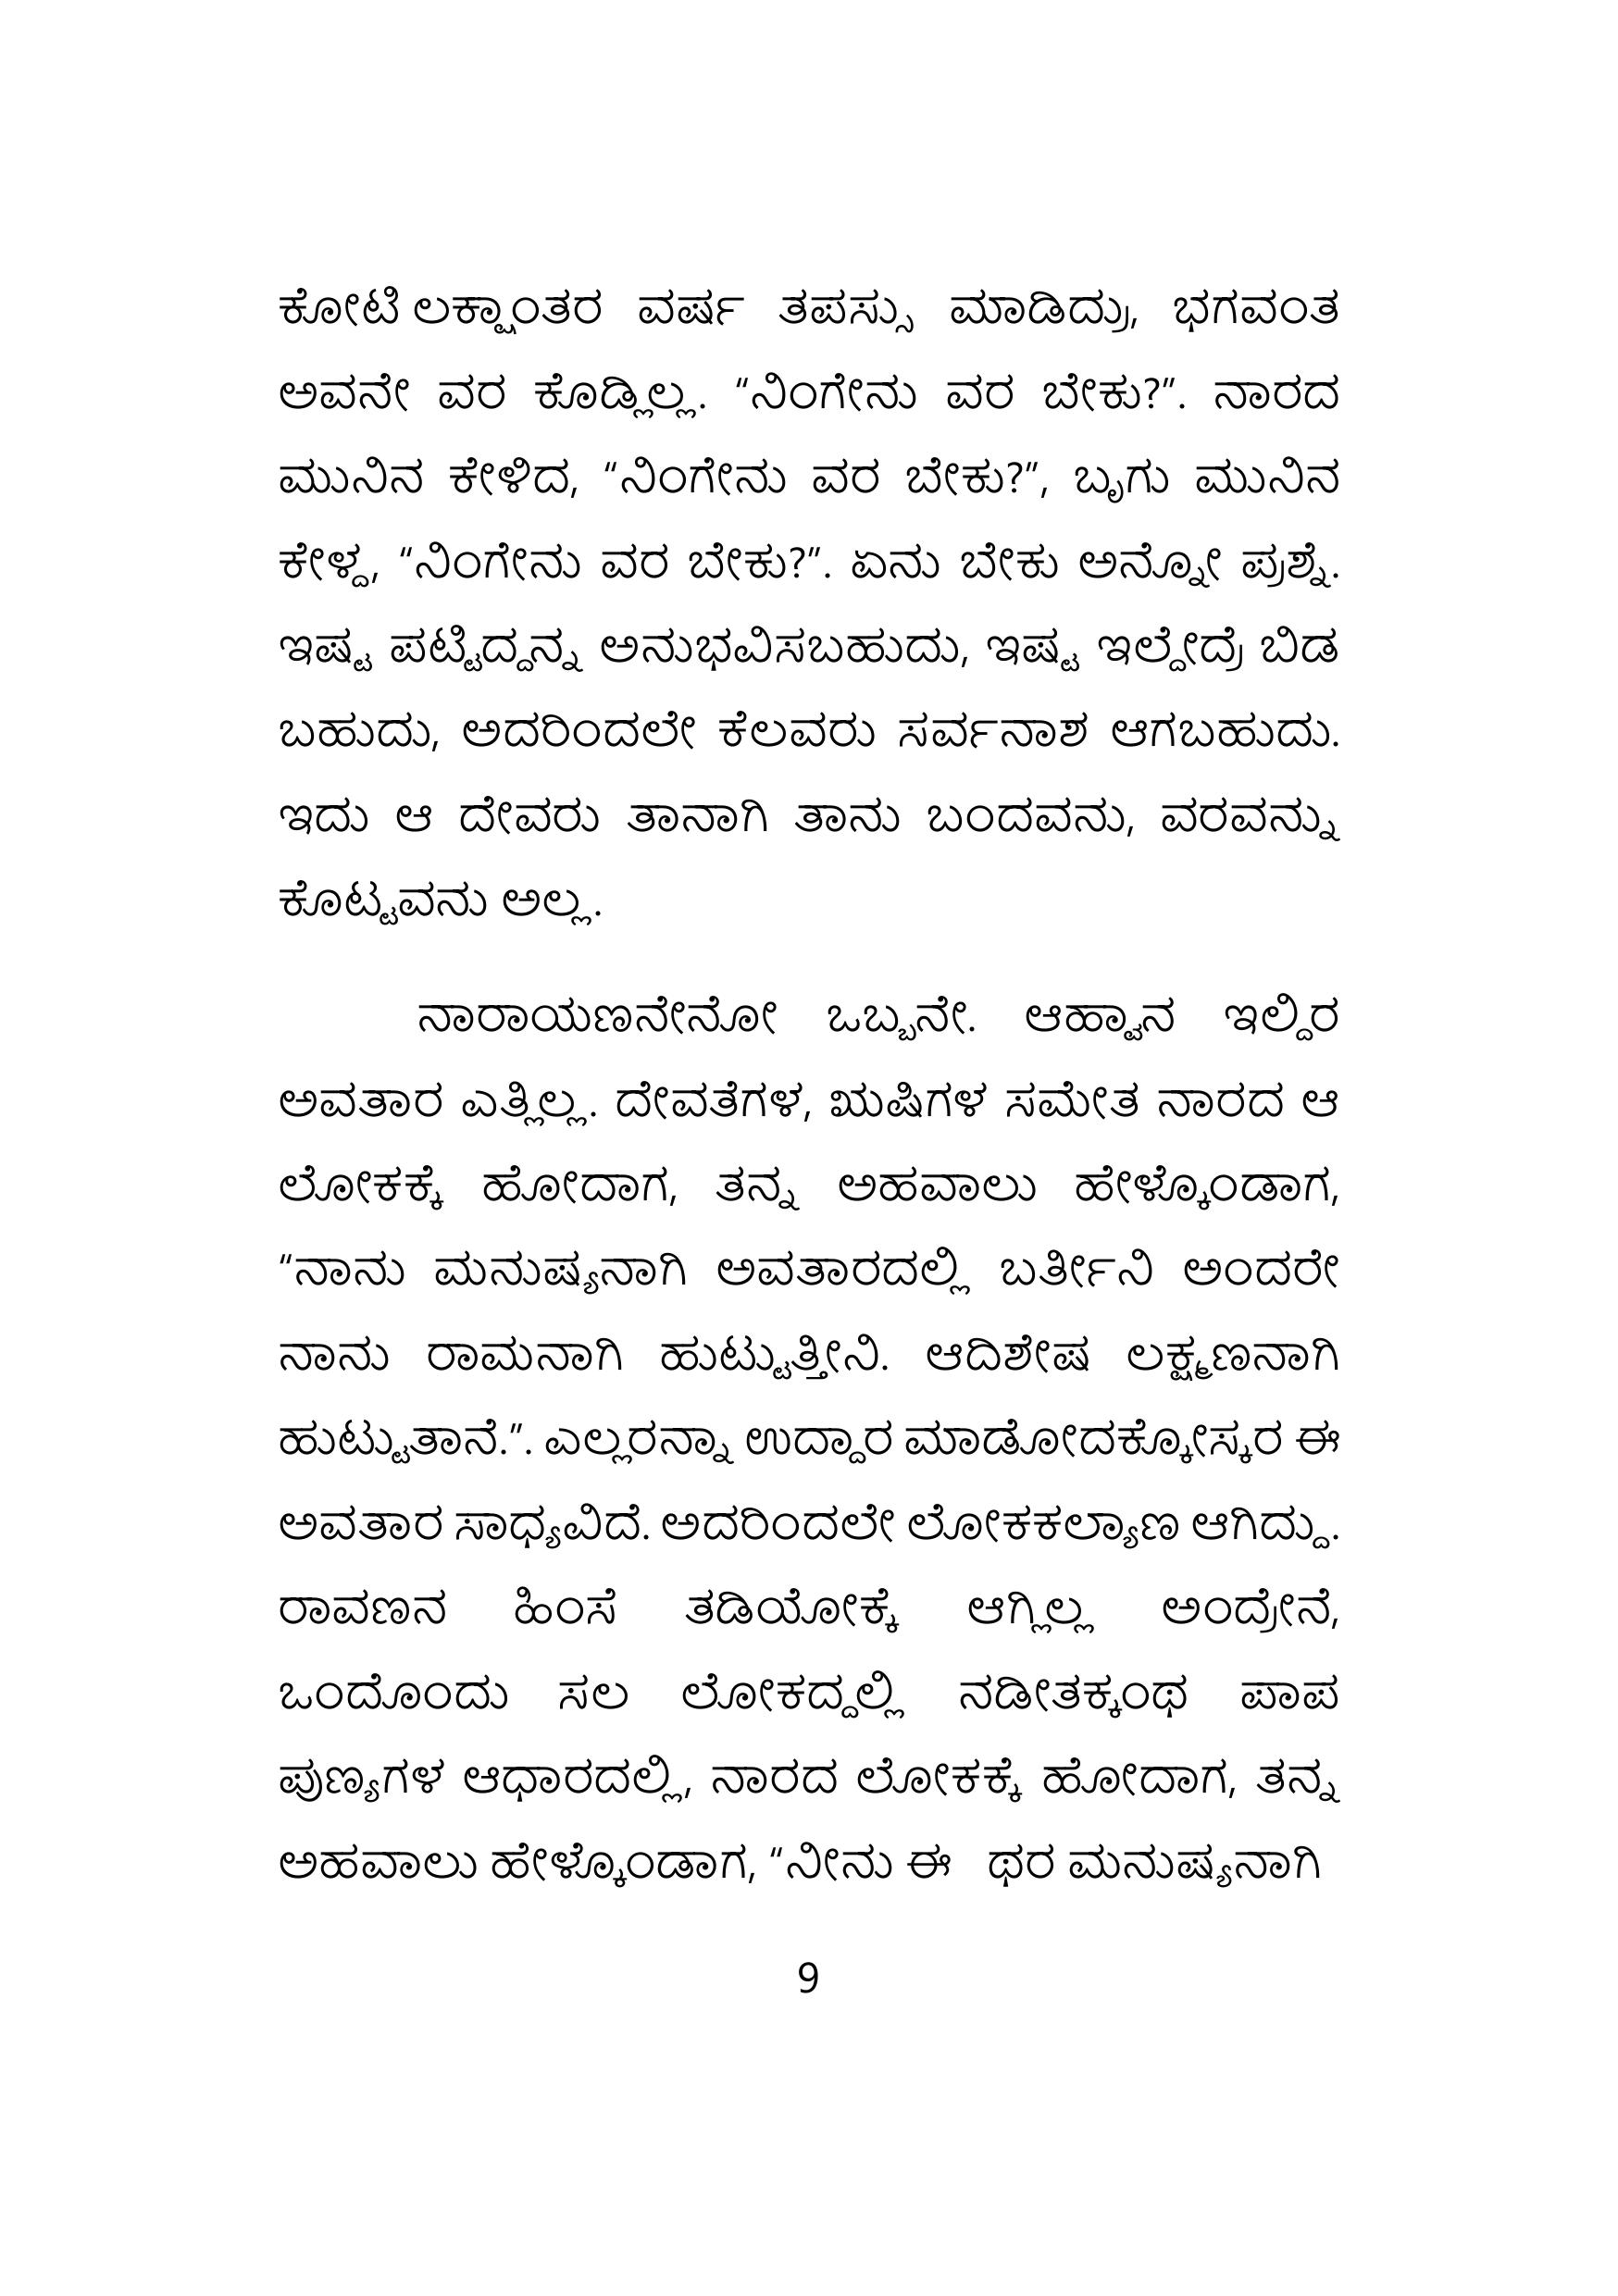 ಕೋಟಿ ಲಕ್ಷಾಂತರ ವರ್ಷ ತಪಸ್ಸು ಮಾಡಿದ್ರು, ಭಗವಂತ
ಅವನೇ ವರ ಕೊಡ್ಲಿಲ್ಲ. “ನಿಂಗೇನು ವರ ಬೇಕು?”. ನಾರದ
ಮುನಿನ ಕೇಳಿದ, “ನಿಂಗೇನು ವರ ಬೇಕು?”, ಬೃಗು ಮುನಿನ
ಕೇಳ್ದ, “ನಿಂಗೇನು ವರ ಬೇಕು?”. ಏನು ಬೇಕು ಅನ್ನೋ ಪ್ರಶ್ನೆ.
ಇಷ್ಟ ಪಟ್ಟಿದ್ದನ್ನ ಅನುಭವಿಸಬಹುದು, ಇಷ್ಟ ಇಲ್ದೇದ್ರೆ ಬಿಡ
ಬಹುದು, ಅದರಿಂದಲೇ ಕೆಲವರು ಸರ್ವನಾಶ ಆಗಬಹುದು.
ಇದು ಆ ದೇವರು ತಾನಾಗಿ ತಾನು ಬಂದವನು, ವರವನ್ನು
ಕೊಟ್ಟವನು ಅಲ್ಲ.
ನಾರಾಯಣನೇನೋ ಒಬ್ಬನೇ. ಆಹ್ವಾನ ಇಲ್ದಿರ
ಅವತಾರ ಎತ್ಲಿಲ್ಲ. ದೇವತೆಗಳ, ಋಷಿಗಳ ಸಮೇತ ನಾರದ ಆ
ಲೋಕಕ್ಕೆ ಹೋದಾಗ, ತನ್ನ ಅಹವಾಲು ಹೇಳ್ಕೊಂಡಾಗ,
“ನಾನು ಮನುಷ್ಯನಾಗಿ ಅವತಾರದಲ್ಲಿ ಬರ್ತೀನಿ ಅಂದರೇ
ನಾನು ರಾಮನಾಗಿ ಹುಟ್ಟುತ್ತೀನಿ. ಆದಿಶೇಷ ಲಕ್ಷ್ಮಣನಾಗಿ
ಹುಟ್ಟುತಾನೆ.”. ಎಲ್ಲರನ್ನಾ ಉದ್ದಾರ ಮಾಡೋದಕ್ಕೋಸ್ಕರ ಈ
ಅವತಾರ ಸಾಧ್ಯವಿದೆ. ಅದರಿಂದಲೇ ಲೋಕಕಲ್ಯಾಣ ಆಗಿದ್ದು.
ರಾವಣನ ಹಿಂಸೆ ತಡಿಯೋಕ್ಕೆ ಆಗ್ಲಿಲ್ಲ ಅಂದ್ರೇನೆ,
ಒಂದೊಂದು ಸಲ ಲೋಕದ್ದಲ್ಲಿ ನಡೀತಕ್ಕಂಥ ಪಾಪ
ಪುಣ್ಯಗಳ ಆಧಾರದಲ್ಲಿ, ನಾರದ ಲೋಕಕ್ಕೆ ಹೋದಾಗ, ತನ್ನ
ಅಹವಾಲು ಹೇಳ್ಕೊಂಡಾಗ, “ನೀನು ಈ ಥರ ಮನುಷ್ಯನಾಗಿ
9